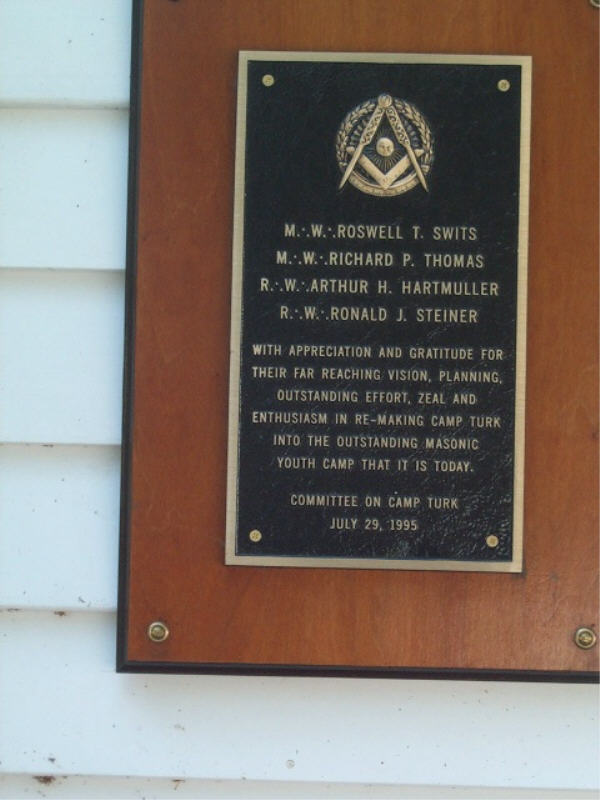 M.·.W.·.ROSWELL T. SWITS
M.·.W.·.RICHARD P. THOMAS
R.·.W.·.ARTHUR H. HARTMULLER
R.·.W.·.RONALD J. STEINER
WITH APPRECIATION AND GRATITUDE FOR
THEIR FAR REACHING VISION, PLANNING,
OUTSTANDING EFFORT, ZEAL AND
ENTHUSIASM IN RE-MAKING CAMP TURK
INTO THE OUTSTANDING MASONIC
YOUTH CAMP THAT IT IS TODAY.
COMMITTEE ON CAMP TURK
JULY 29, 1995